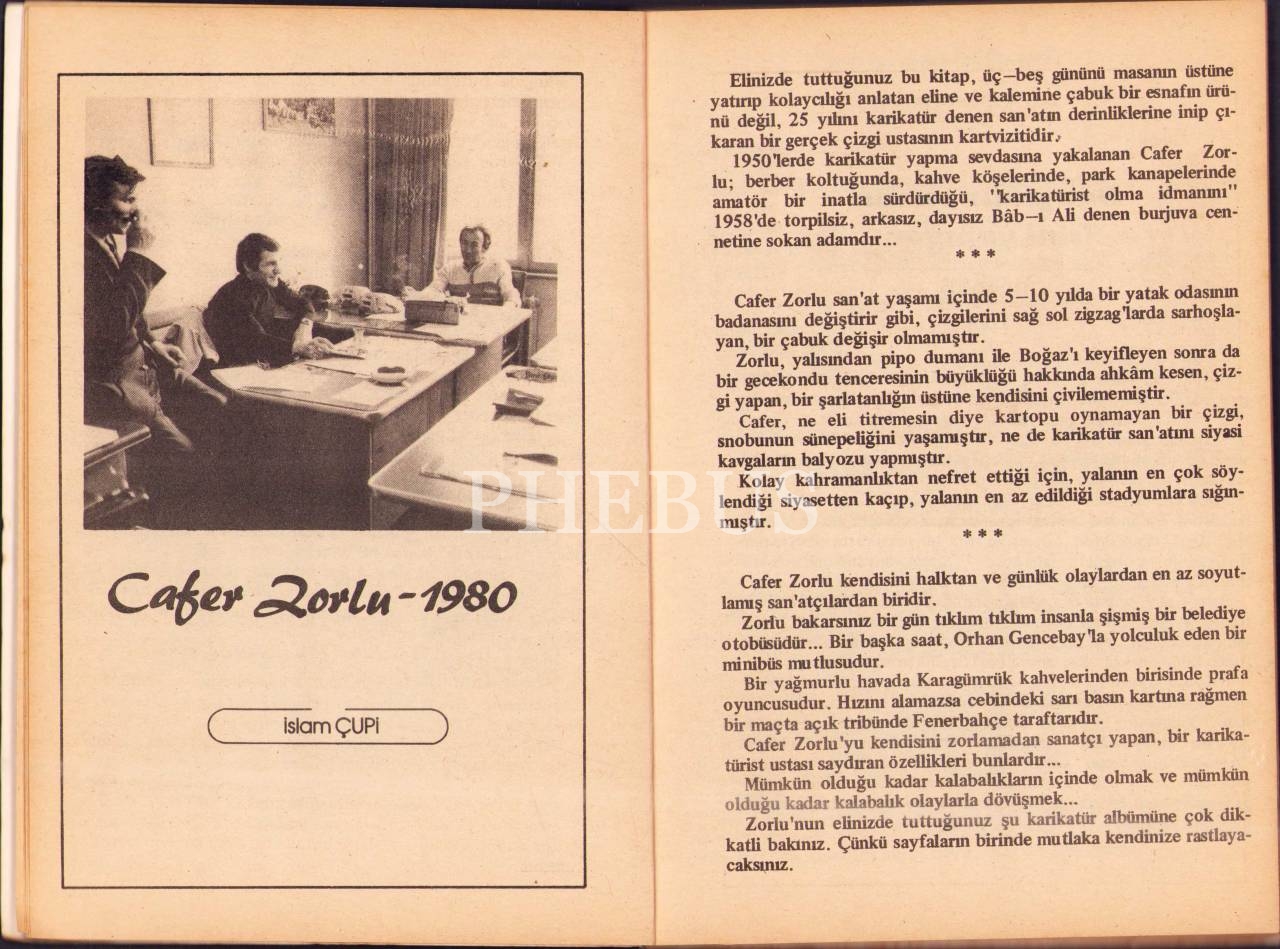 Cafer Zorlu-1980
islam ÇUPi
Elinizde tuttuğunuz bu kitap, üç—beş gününü masanın üstüne
yatırıp kolaycılığı anlatan eline ve kalemine çabuk bir esnafın ürü-
nü değil, 25 yılını karikatür denen san'atın derinliklerine inip çı-
karan bir gerçek çizgi ustasının kartvizitidir.
1950'lerde karikatür yapma sevdasına yakalanan Cafer Zor-
lu; berber koltuğunda, kahve köşelerinde, park kanapelerinde
amatör bir inatla sürdürdüğü, "karikatürist olma idmanını"
1958'de torpilsiz, arkasız, dayısız Bâb—ı Ali denen burjuva cen-
netine sokan adamdır...
* * *
Cafer Zorlu san'at yaşamı içinde 5—10 yılda bir yatak odasının
badanasını değiştirir gibi, çizgilerini sağ sol zigzag'larda sarhoşla-
yan, bir çabuk değişir olmamıştır.
Zorlu, yalısından pipo dumanı ile Boğaz'ı keyifleyen sonra da
bir gecekondu tenceresinin büyüklüğü hakkında ahkâm kesen, çiz-
gi yapan, bir şarlatanlığın üstüne kendisini çivilememiştir.
Cafer, ne eli titremesin diye kartopu oynamayan bir çizgi,
snobunun sünepeliğini yaşamıştır, ne de karikatür san'atını siyasi
kavgaların balyozu yapmıştır.
Kolay kahramanlıktan nefret ettiği için, yalanın en çok söy-
lendiği siyasetten kaçıp, yalanın en az edildiği stadyumlara sığın-
mıştır.
* * *
Cafer Zorlu kendisini halktan ve günlük olaylardan en az soyut-
lamış san'atçılardan biridir.
Zorlu bakarsınız bir gün tıklım tıklım insanla şişmiş bir belediye
otobüsüdür... Bir başka saat, Orhan Gencebay'la yolculuk eden bir
minibüs mutlusudur.
Bir yağmurlu havada Karagümrük kahvelerinden birisinde prafa
oyuncusudur. Hızını alamazsa cebindeki sarı basın kartına rağmen
bir maçta açık tribünde Fenerbahçe taraftarıdır.
Cafer Zorlu'yu kendisini zorlamadan sanatçı yapan, bir karika-
türist ustası saydıran özellikleri bunlardır...
Mümkün olduğu kadar kalabalıkların içinde olmak ve mümkün
olduğu kadar kalabalık olaylarla dövüşmek...
Zorlu'nun elinizde tuttuğunuz şu karikatür albümüne çok dik-
katli bakınız. Çünkü sayfaların birinde mutlaka kendinize rastlaya-
caksınız.
PHEBUS